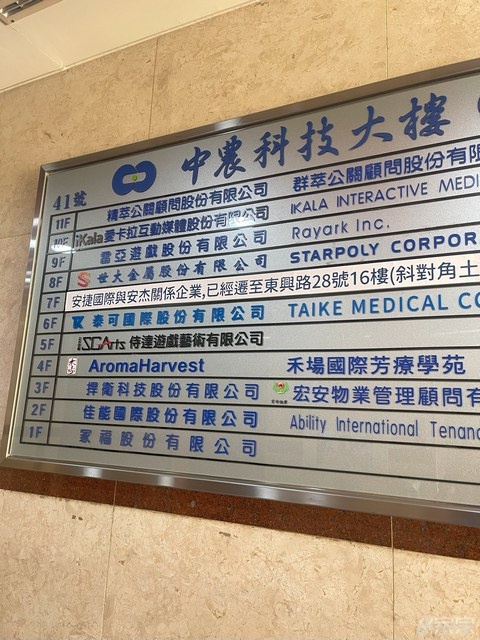 中農科技大樓
41號
11F 精萃公關顧問股份有限公司 群萃公關顧問股份有限
10F iKala 麥卡拉互動媒體股份有限公司 IKALA INTERACTIVE MEDI
9F 雷亞遊戲股份有限公司 Rayark Inc.
8F 世大金屬股份有限公司 STARPOLY CORPOR
7F 安捷國際與安杰關係企業,已經遷至東興路28號16樓(斜對角土
6F 泰可國際股份有限公司 TAIKE MEDICAL CO
5F SGArts 侍達遊戲藝術有限公司
4F AromaHarvest 禾場國際芳療學苑
3F 捍衛科技股份有限公司 宏安物業管理顧問有
2F 佳能國際股份有限公司 Ability International Tenanc
1F 家福股份有限公司